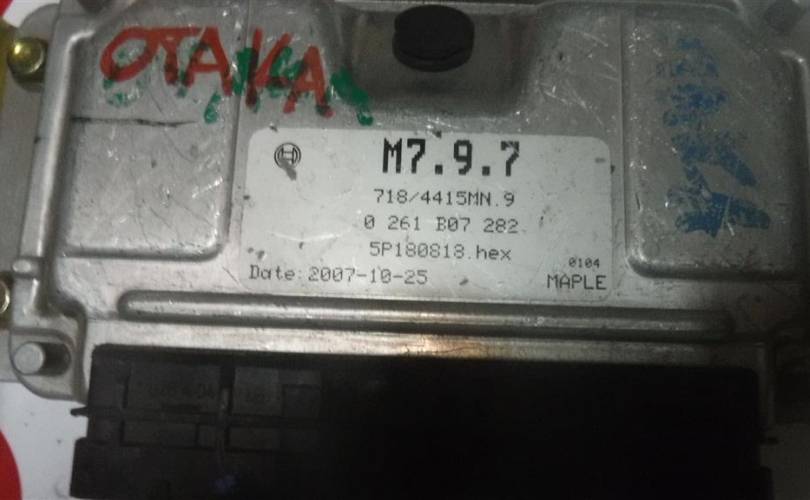 OTAKA
M7.9.7
718/4415MN.9
0 261 B07 282
5P180818.hex
0104
Date:2007-10-25
MAPLE